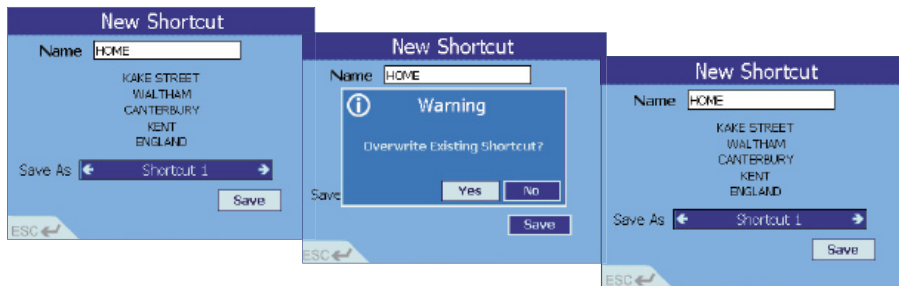 New Shortcut
Name HOME
KAKE STREET
WALTHAM
CANTERBURY
KENT
ENGLAND
Save As Shortcut 1
Save
ESC
New Shortcut
Name HOME
Warning
Overwrite Existing Shortcut?
Yes No
Save
Save
ESC
New Shortcut
Name HOME
KAKE STREET
WALTHAM
CANTERBURY
KENT
ENGLAND
Save As Shortcut 1
Save
ESC